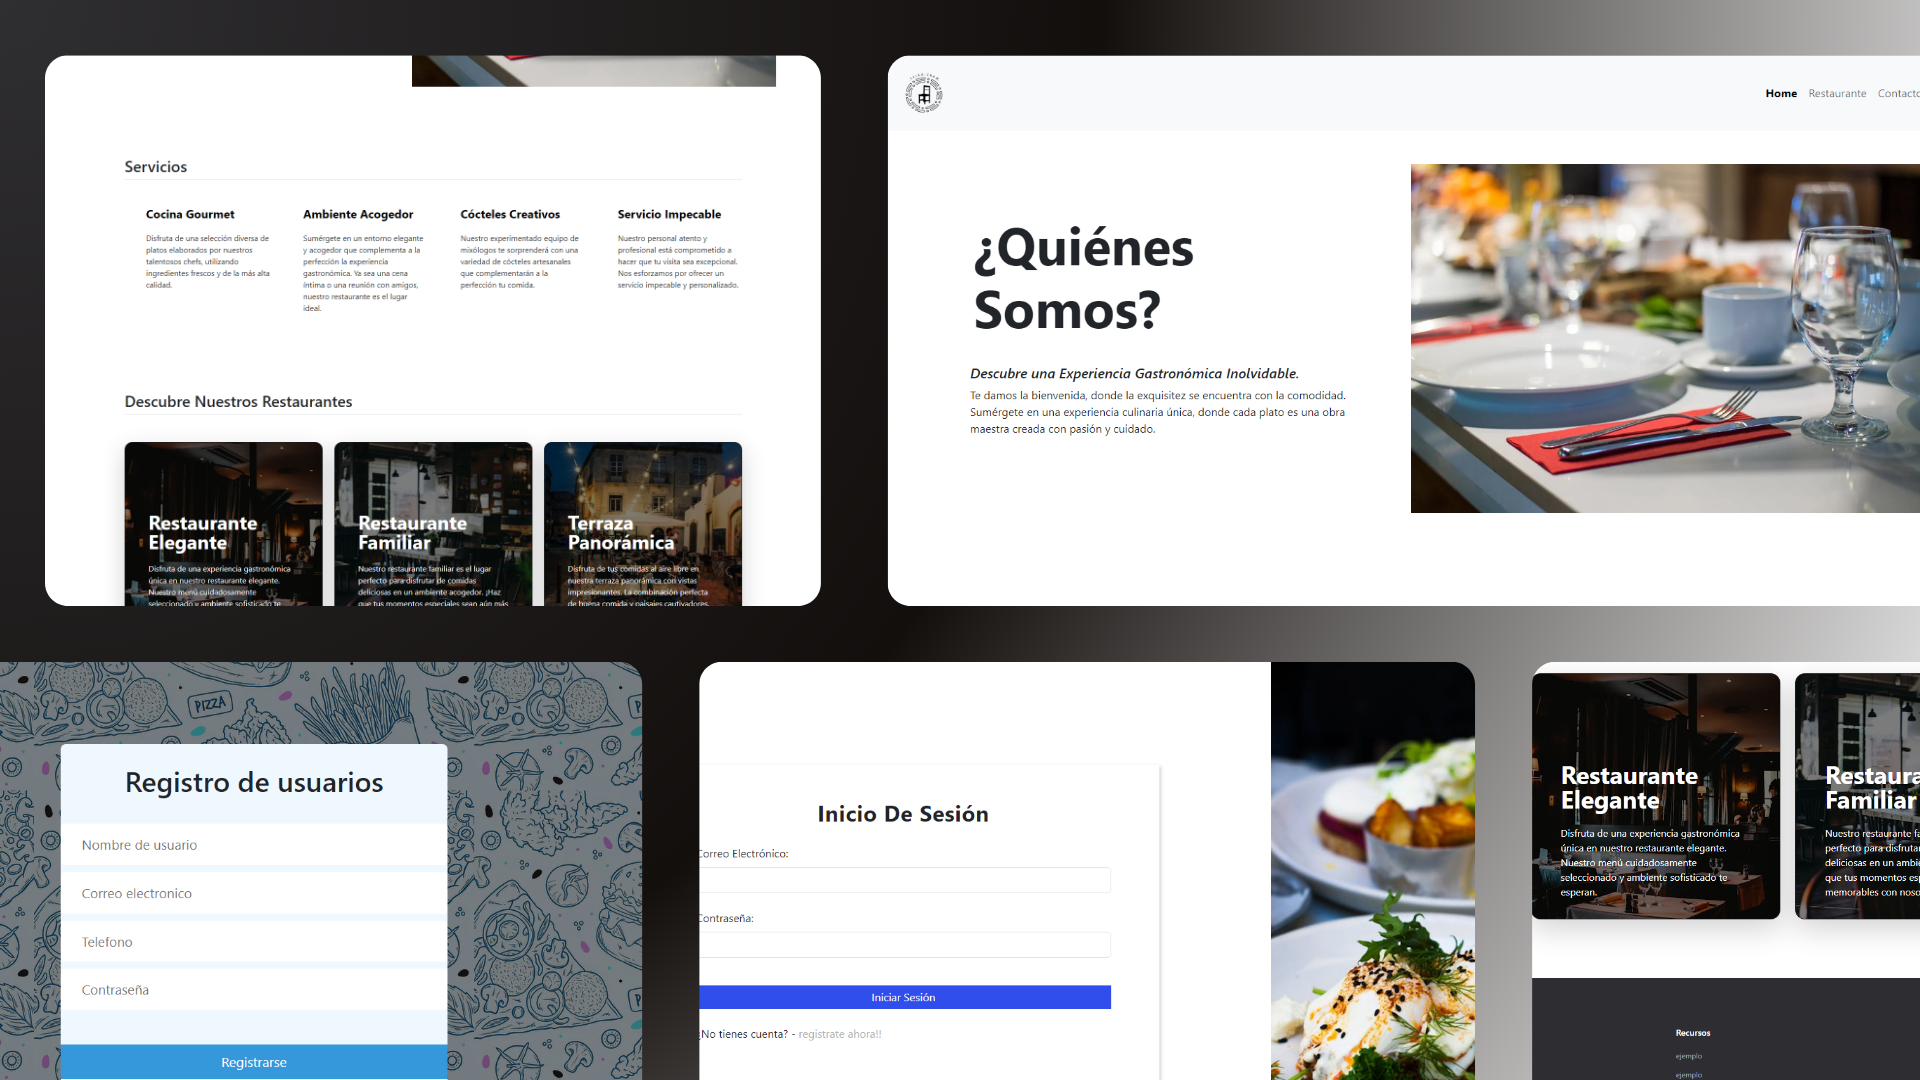 Servicios
Cocina Gourmet
Disfruta de una selección diversa de
platos elaborados por nuestros
talentosos chefs, utilizando
ingredientes frescos y de la más alta
calidad.
Ambiente Acogedor
Sumérgete en un entorno elegante
y acogedor que complementa a la
perfección la experiencia
gastronómica. Ya sea una cena
íntima o una reunión con amigos,
nuestro restaurante es el lugar
ideal.
Cócteles Creativos
Nuestro experimentado equipo de
mixólogos te sorprenderá con una
variedad de cócteles artesanales
que complementarán a la
perfección tu comida.
Servicio Impecable
Nuestro personal atento y
profesional está comprometido a
hacer que tu visita sea excepcional.
Nos esforzamos por ofrecer un
servicio impecable y personalizado.
Descubre Nuestros Restaurantes
Restaurante
Elegante
Disfruta de una experiencia gastronómica
única en nuestro restaurante elegante.
Nuestro menú cuidadosamente
seleccionado y ambiente sofisticado te
Restaurante
Familiar
Nuestro restaurante familiar es el lugar
perfecto para disfrutar de comidas
deliciosas en un ambiente acogedor. ¡Haz
que tus momentos especiales sean aún más
Terraza
Panorámica
Disfruta de tus comidas al aire libre en
nuestra terraza panorámica con vistas
impresionantes. La combinación perfecta
de buena comida y paisajes cautivadores.
Home Restaurante Contacto
¿Quiénes
Somos?
Descubre una Experiencia Gastronómica Inolvidable.
Te damos la bienvenida, donde la exquisitez se encuentra con la comodidad.
Sumérgete en una experiencia culinaria única, donde cada plato es una obra
maestra creada con pasión y cuidado.
PIZZA
Registro de usuarios
Nombre de usuario
Correo electronico
Telefono
Contraseña
Registrarse
Inicio De Sesión
Correo Electrónico:
Contraseña:
Iniciar Sesión
¿No tienes cuenta? - registrate ahora!!
Restaurante
Elegante
Disfruta de una experiencia gastronómica
única en nuestro restaurante elegante.
Nuestro menú cuidadosamente
seleccionado y ambiente sofisticado te
esperan.
Restaura
Familiar
Nuestro restaurante fa
perfecto para disfrutar
deliciosas en un ambie
que tus momentos esp
memorables con noso
Recursos
ejemplo
ejemplo